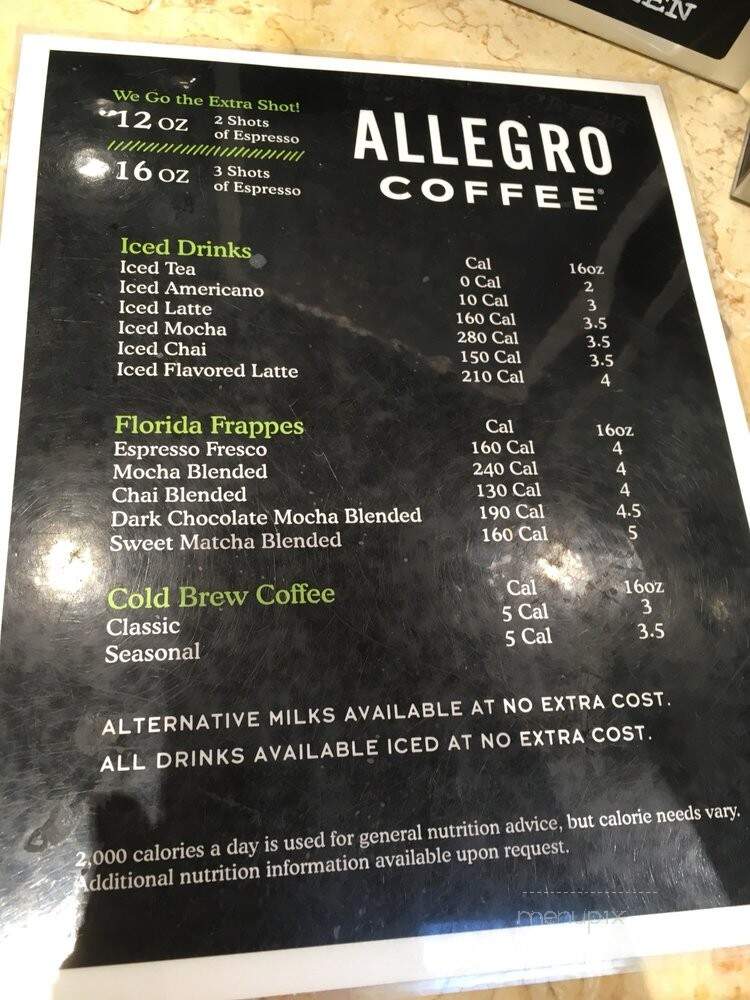 EN
We Go the Extra Shot!
12 OZ 2 Shots of Espresso
16 OZ 3 Shots of Espresso
ALLEGRO
COFFEE®
Iced Drinks Cal 16oz
Iced Tea 0 Cal 2
Iced Americano 10 Cal 3
Iced Latte 160 Cal 3.5
Iced Mocha 280 Cal 3.5
Iced Chai 150 Cal 3.5
Iced Flavored Latte 210 Cal 4
Florida Frappes Cal 16oz
Espresso Fresco 160 Cal 4
Mocha Blended 240 Cal 4
Chai Blended 130 Cal 4
Dark Chocolate Mocha Blended 190 Cal 4.5
Sweet Matcha Blended 160 Cal 5
Cold Brew Coffee Cal 16oz
Classic 5 Cal 3
Seasonal 5 Cal 3.5
ALTERNATIVE MILKS AVAILABLE AT NO EXTRA COST.
ALL DRINKS AVAILABLE ICED AT NO EXTRA COST.
2,000 calories a day is used for general nutrition advice, but calorie needs vary.
Additional nutrition information available upon request.
menupix